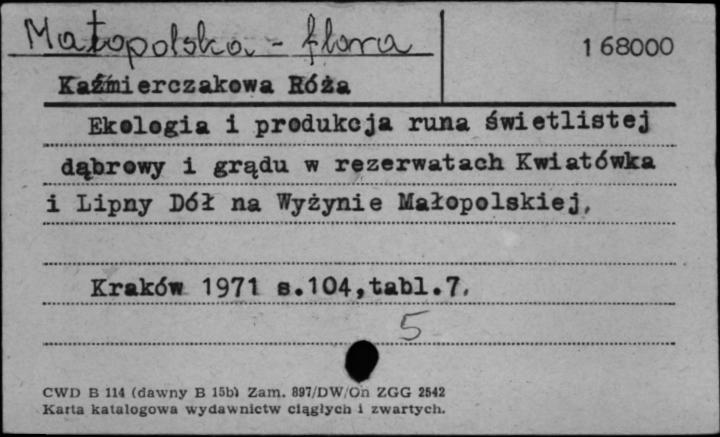 Małopolska - flora
168000
Kaźmierczakowa Róża
Ekologia i produkcja runa świetlistej
dąbrowy i grądu w rezerwatach Kwiatówka
i Lipny Dół na Wyżynie Małopolskiej.
Kraków 1971 s.104,tabl.7.
5
CWD B 114 (dawny B 15b) Zam. 897/DW/On ZGG 2542
Karta katalogowa wydawnictw ciągłych i zwartych.